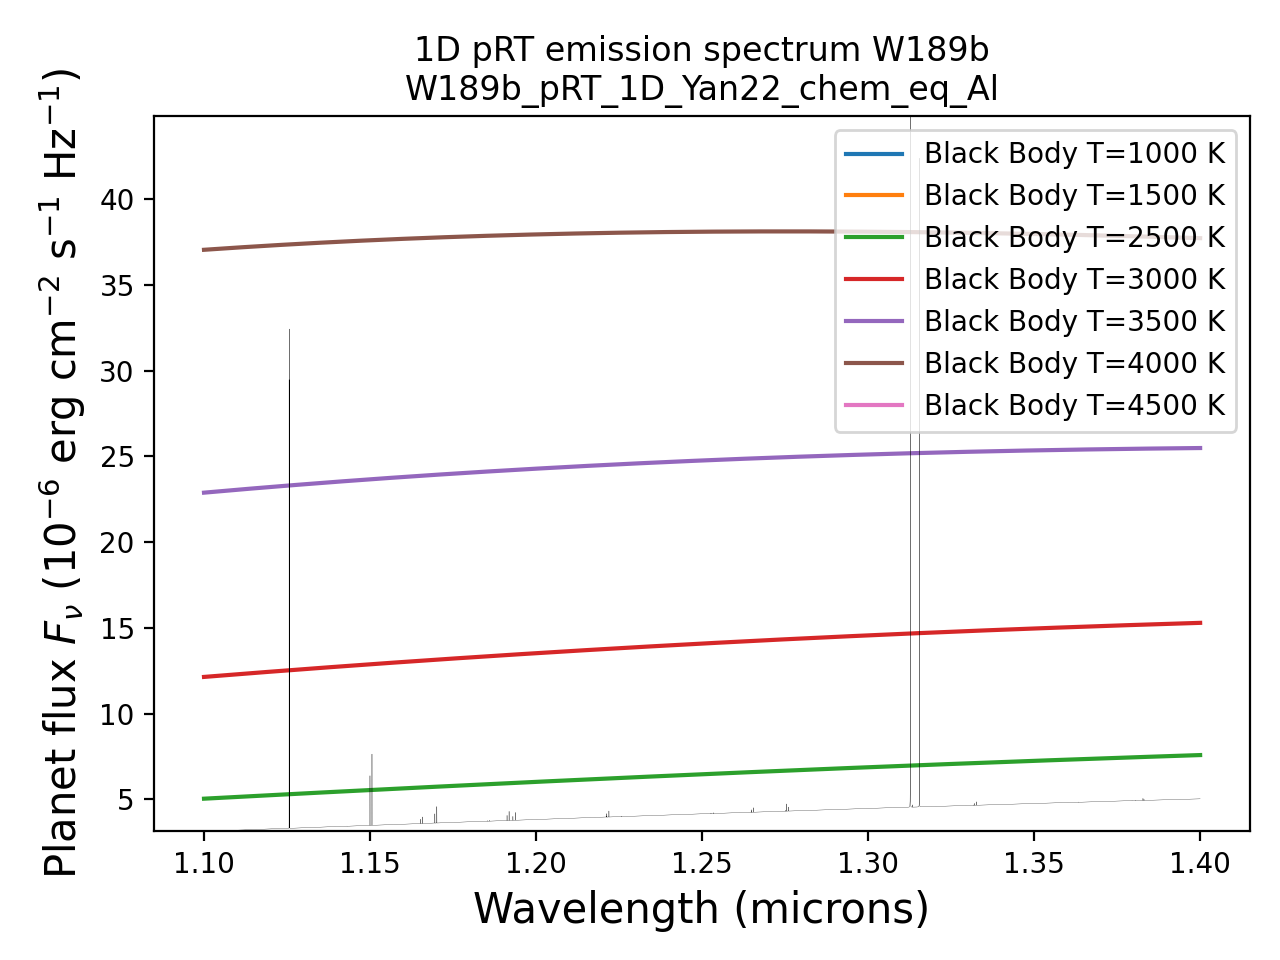 1D pRT emission spectrum W189b
W189b_pRT_1D_Yan22_chem_eq_Al
Planet flux Fν (10⁻⁶ erg cm⁻² s⁻¹ Hz⁻¹)
40
35
30
25
20
15
10
5
Black Body T=1000 K
Black Body T=1500 K
Black Body T=2500 K
Black Body T=3000 K
Black Body T=3500 K
Black Body T=4000 K
Black Body T=4500 K
1.10 1.15 1.20 1.25 1.30 1.35 1.40
Wavelength (microns)